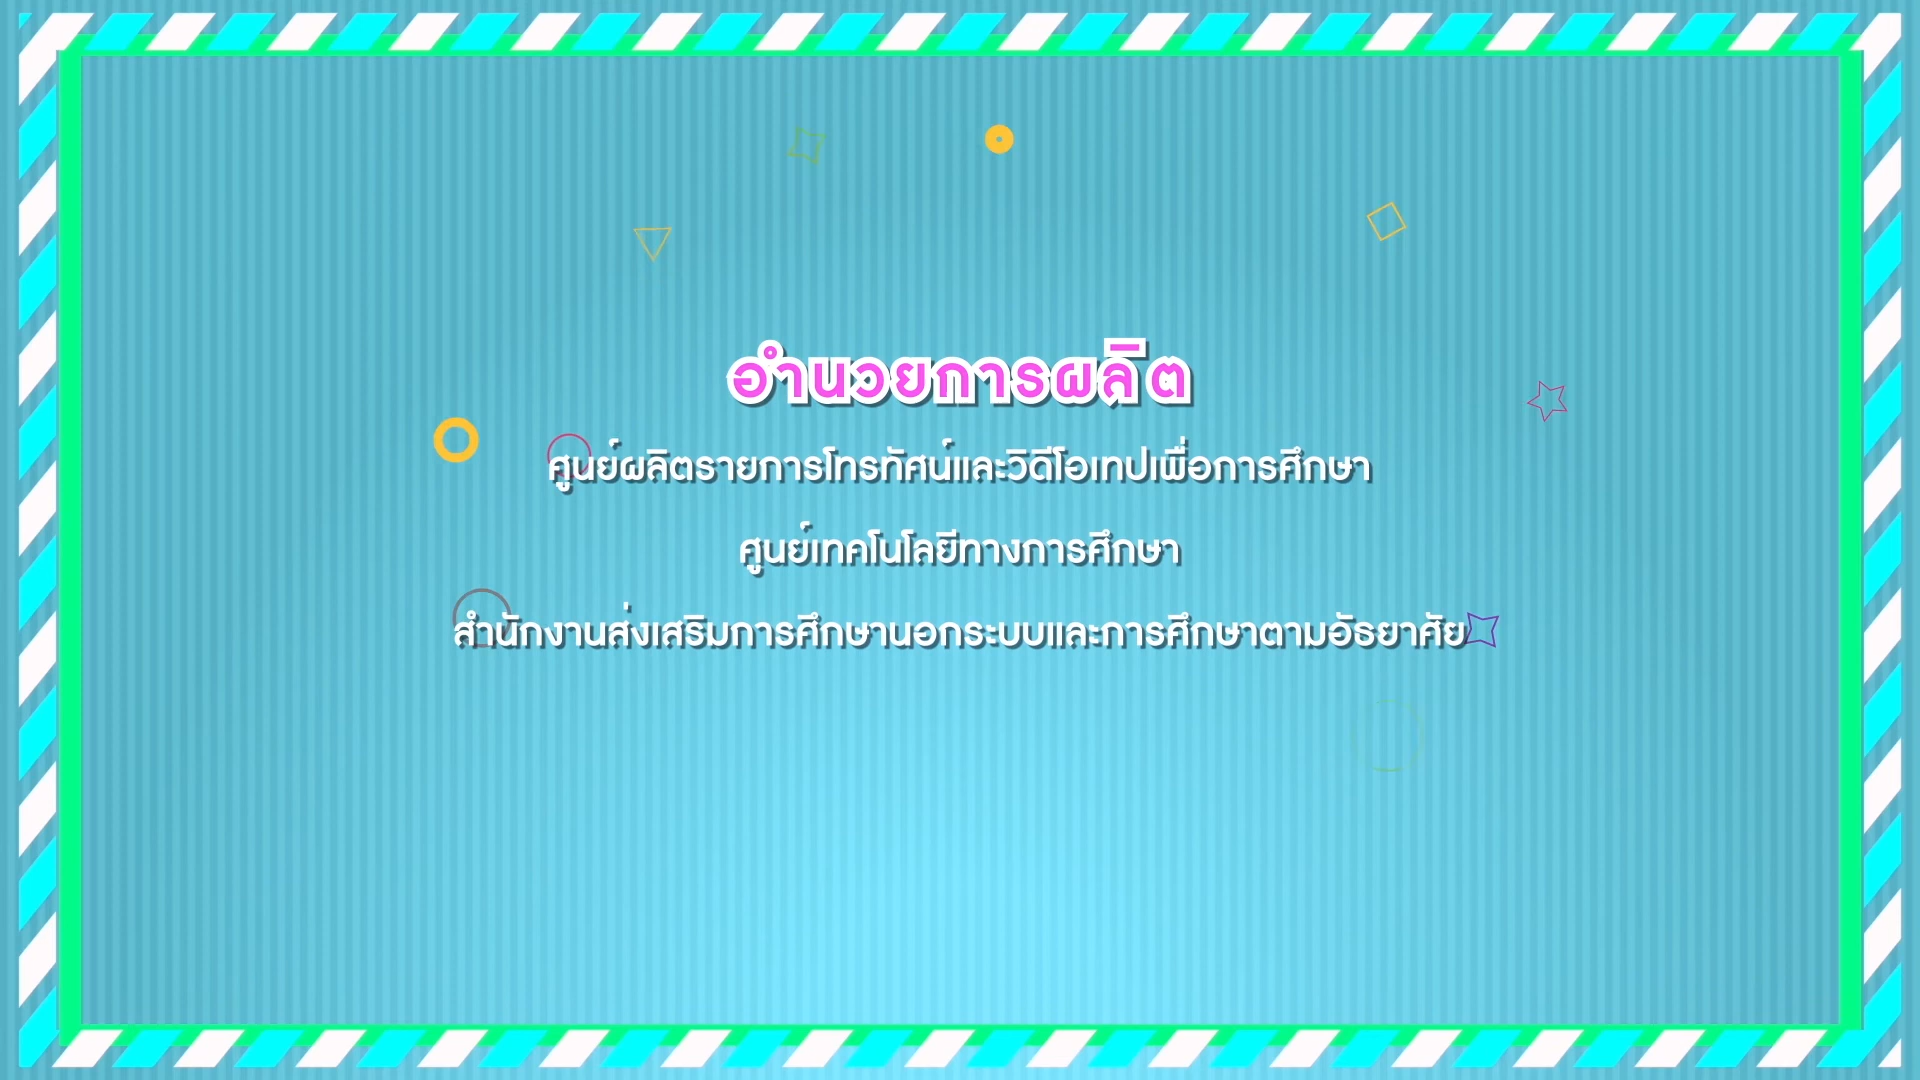 อำนวยการผลิต
ศูนย์ผลิตรายการโทรทัศน์และวิดีโอเทปเพื่อการศึกษา
ศูนย์เทคโนโลยีทางการศึกษา
สำนักงานส่งเสริมการศึกษานอกระบบและการศึกษาตามอัธยาศัย